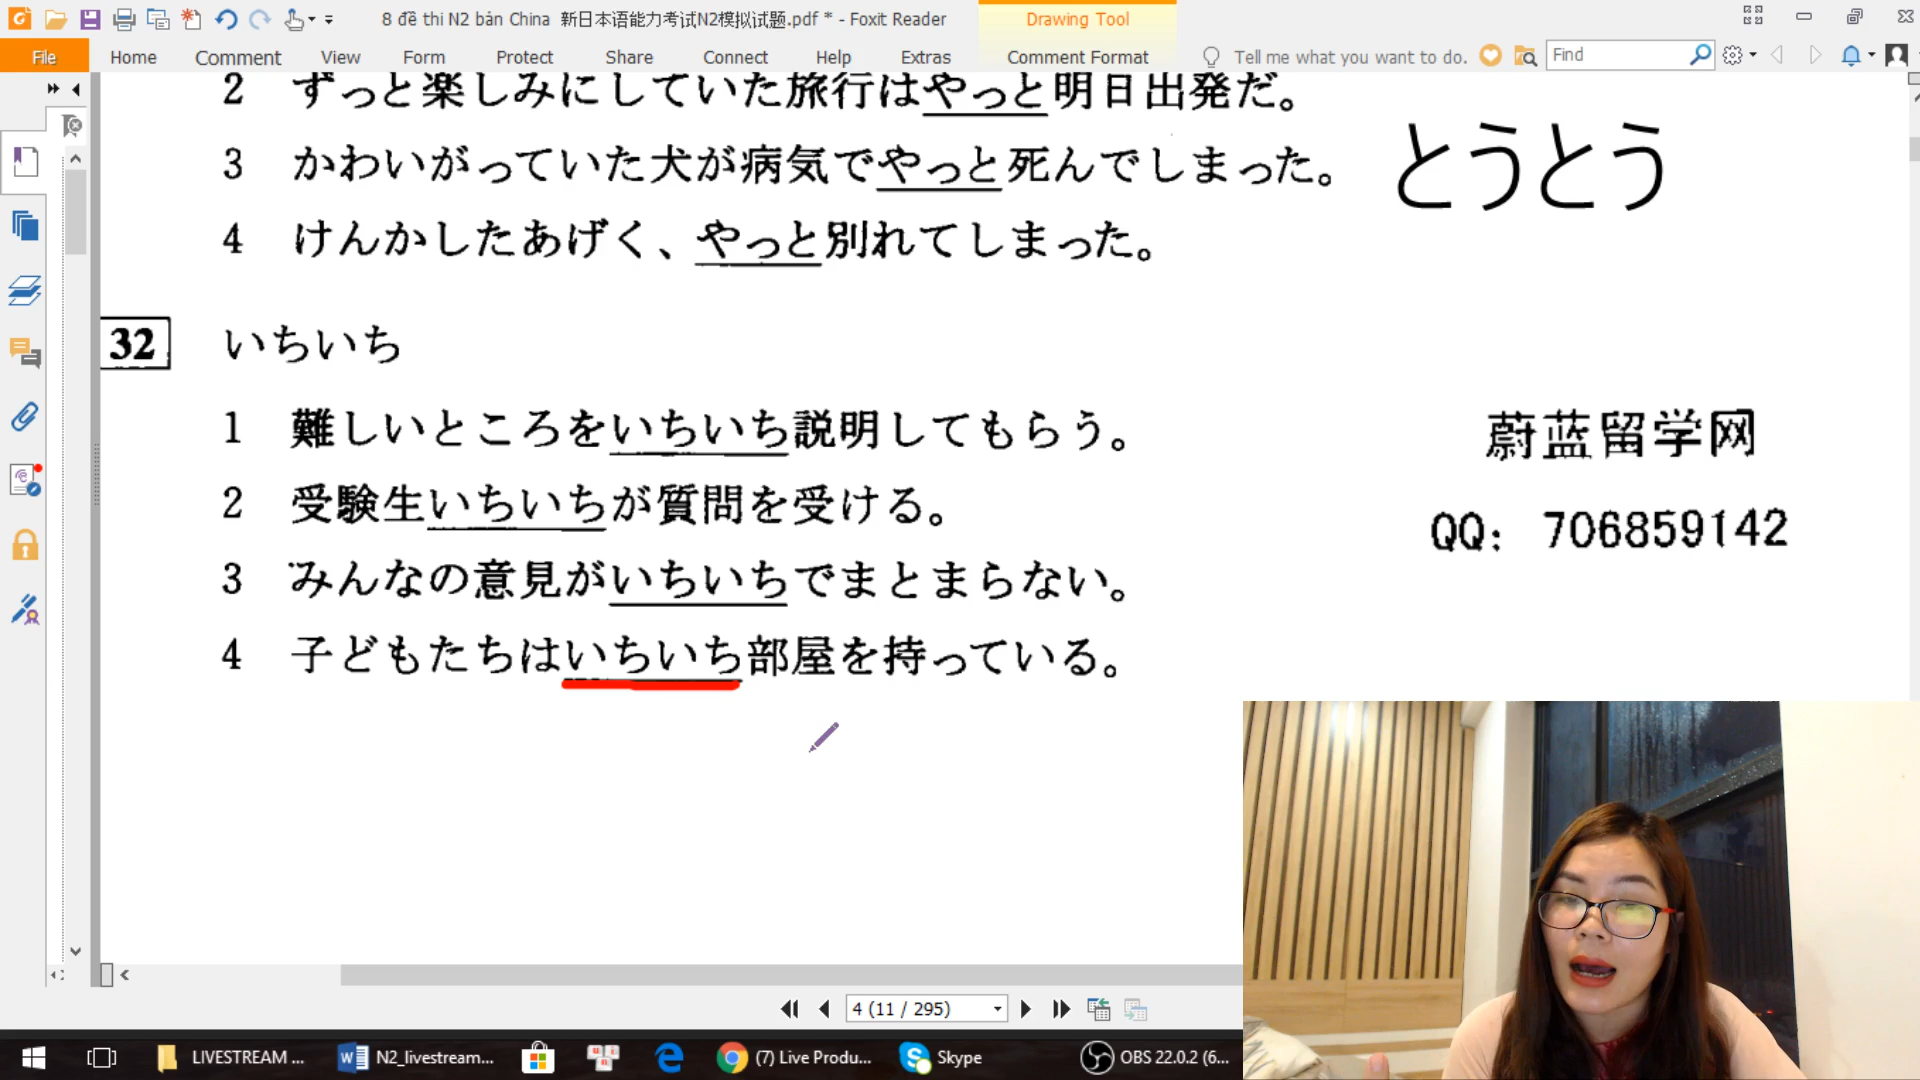 8 đề thi N2 bản China 新日本语能力考试N2模拟试题.pdf * - Foxit Reader
Drawing Tool
File
Home
Comment
View
Form
Protect
Share
Connect
Help
Extras
Comment Format
Tell me what you want to do.
Find
2 ずっと楽しみにしていた旅行はやっと明日出発だ。
3 かわいがっていた犬が病気でやっと死んでしまった。
とうとう
4 けんかしたあげく、やっと別れてしまった。
32 いちいち
1 難しいところをいちいち説明してもらう。
蔚蓝留学网
2 受験生いちいちが質問を受ける。
QQ: 706859142
3 みんなの意見がいちいちでまとまらない。
4 子どもたちはいちいち部屋を持っている。
4 (11 / 295)
LIVESTREAM ...
N2_livestream...
(7) Live Produ...
Skype
OBS 22.0.2 (6...